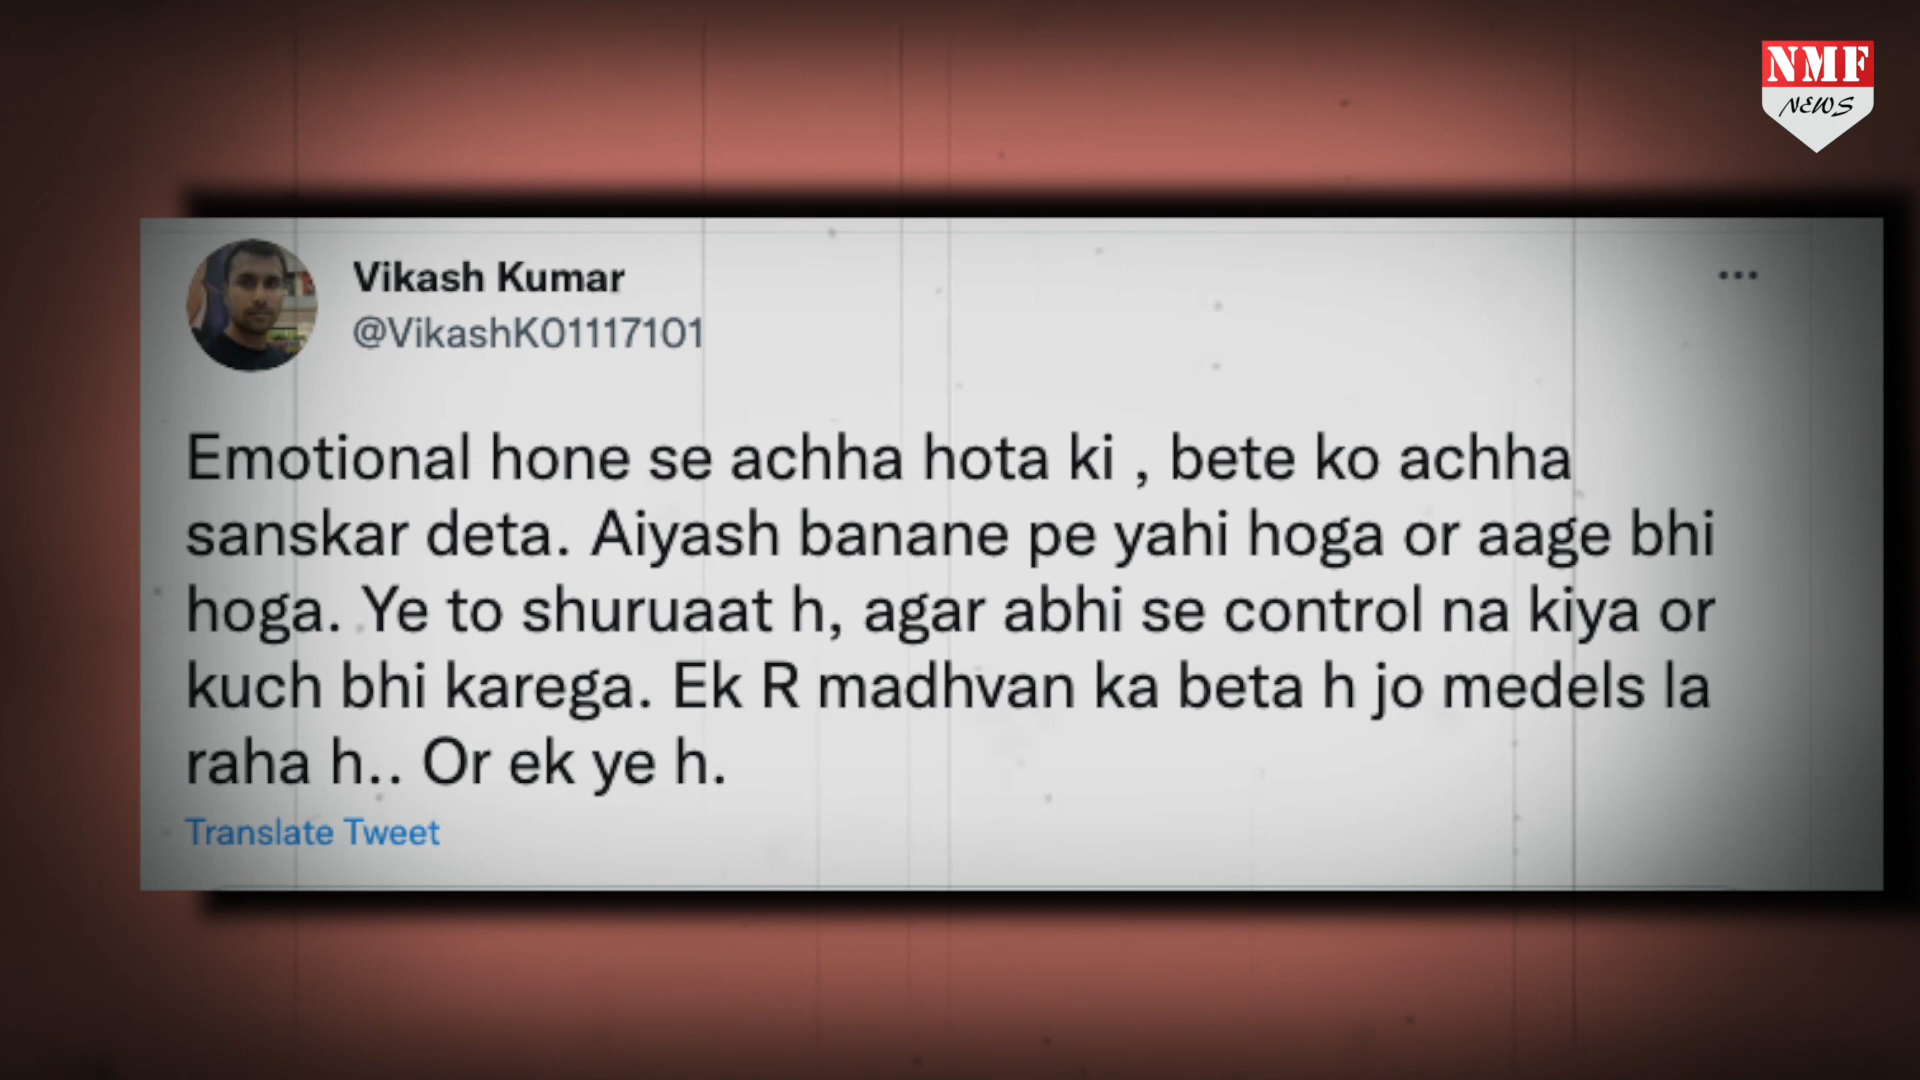 NMF
NEWS
Vikash Kumar
@VikashK01117101
Emotional hone se achha hota ki , bete ko achha
sanskar deta. Aiyash banane pe yahi hoga or aage bhi
hoga. Ye to shuruaat h, agar abhi se control na kiya or
kuch bhi karega. Ek R madhvan ka beta h jo medels la
raha h.. Or ek ye h.
Translate Tweet